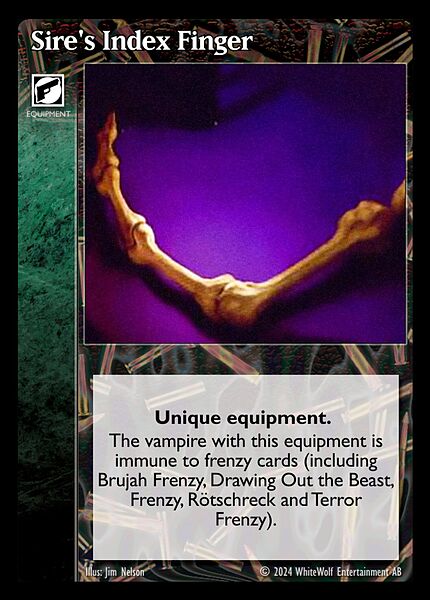 Sire's Index Finger
EQUIPMENT
Unique equipment.
The vampire with this equipment is
immune to frenzy cards (including
Brujah Frenzy, Drawing Out the Beast,
Frenzy, Rötschreck and Terror
Frenzy).
Illus: Jim Nelson
© 2024 WhiteWolf Entertainment AB